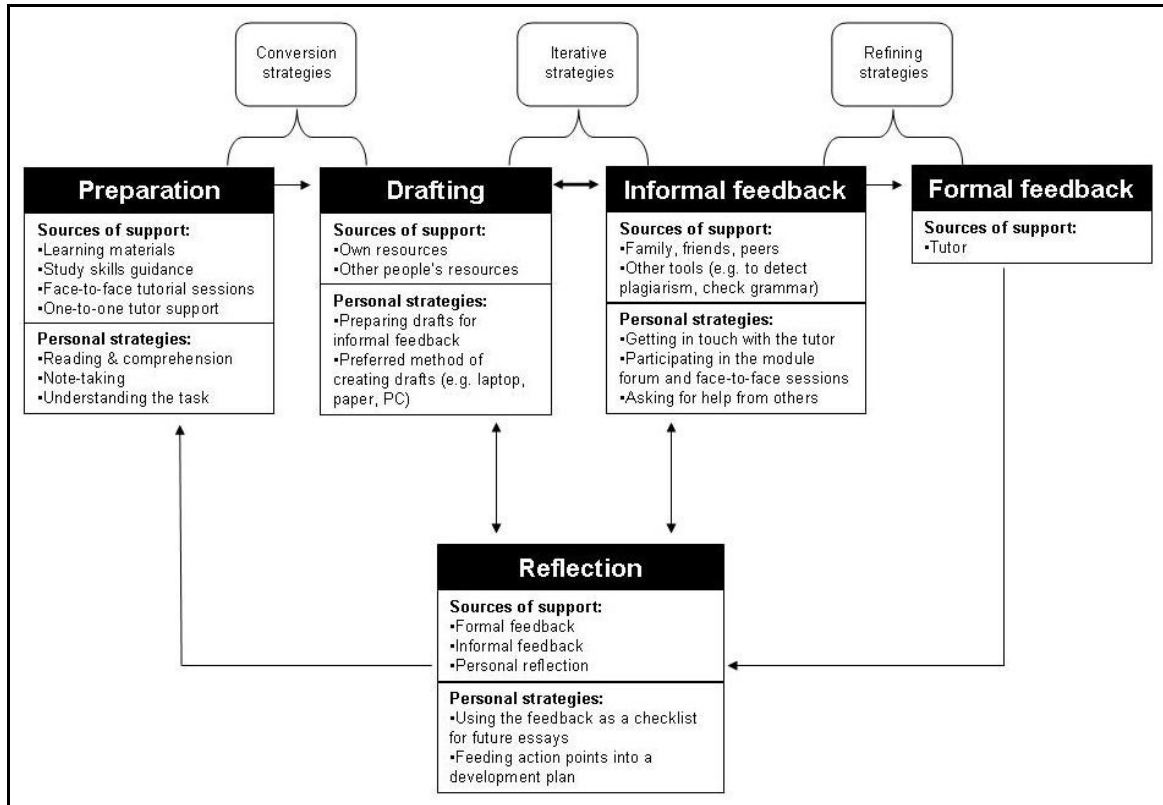 Conversion
strategies
Iterative
strategies
Refining
strategies
Preparation
Sources of support:
▪Learning materials
▪Study skills guidance
▪Face-to-face tutorial sessions
▪One-to-one tutor support
Personal strategies:
▪Reading & comprehension
▪Note-taking
▪Understanding the task
Drafting
Sources of support:
▪Own resources
▪Other people's resources
Personal strategies:
▪Preparing drafts for
informal feedback
▪Preferred method of
creating drafts (e.g. laptop,
paper, PC)
Informal feedback
Sources of support:
▪Family, friends, peers
▪Other tools (e.g. to detect
plagiarism, check grammar)
Personal strategies:
▪Getting in touch with the tutor
▪Participating in the module
forum and face-to-face sessions
▪Asking for help from others
Formal feedback
Sources of support:
▪Tutor
Reflection
Sources of support:
▪Formal feedback
▪Informal feedback
▪Personal reflection
Personal strategies:
▪Using the feedback as a checklist
for future essays
▪Feeding action points into a
development plan